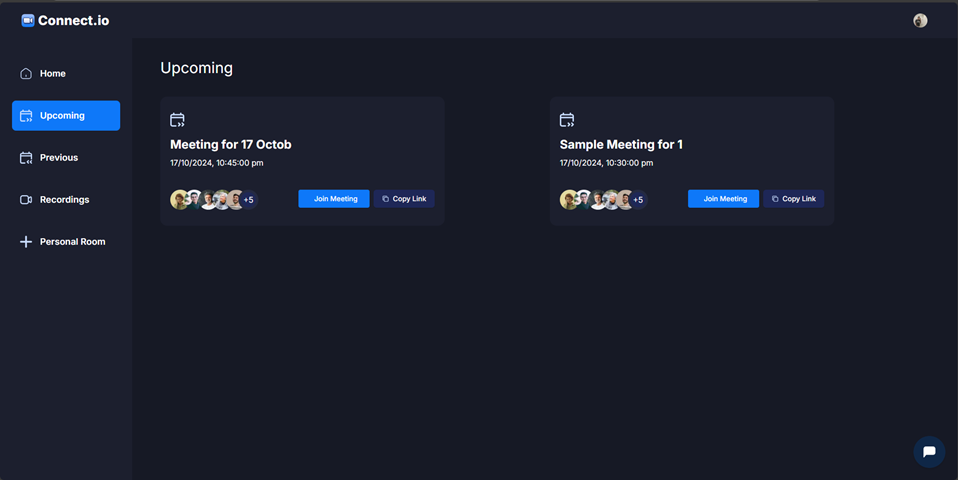 Connect.io
Home
Upcoming
Previous
Recordings
Personal Room
Upcoming
Meeting for 17 Octob
17/10/2024, 10:45:00 pm
+5
Join Meeting
Copy Link
Sample Meeting for 1
17/10/2024, 10:30:00 pm
+5
Join Meeting
Copy Link